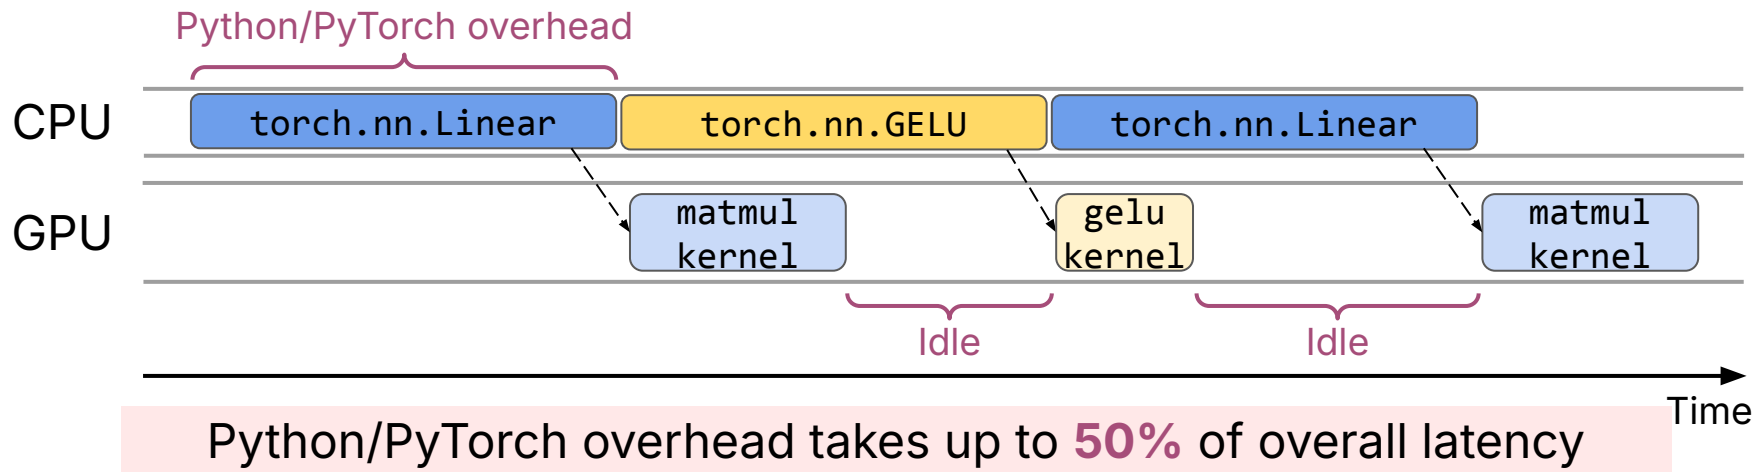 Python/PyTorch overhead
CPU
torch.nn.Linear
torch.nn.GELU
torch.nn.Linear
GPU
matmul
kernel
gelu
kernel
matmul
kernel
Idle
Idle
Time
Python/PyTorch overhead takes up to 50% of overall latency